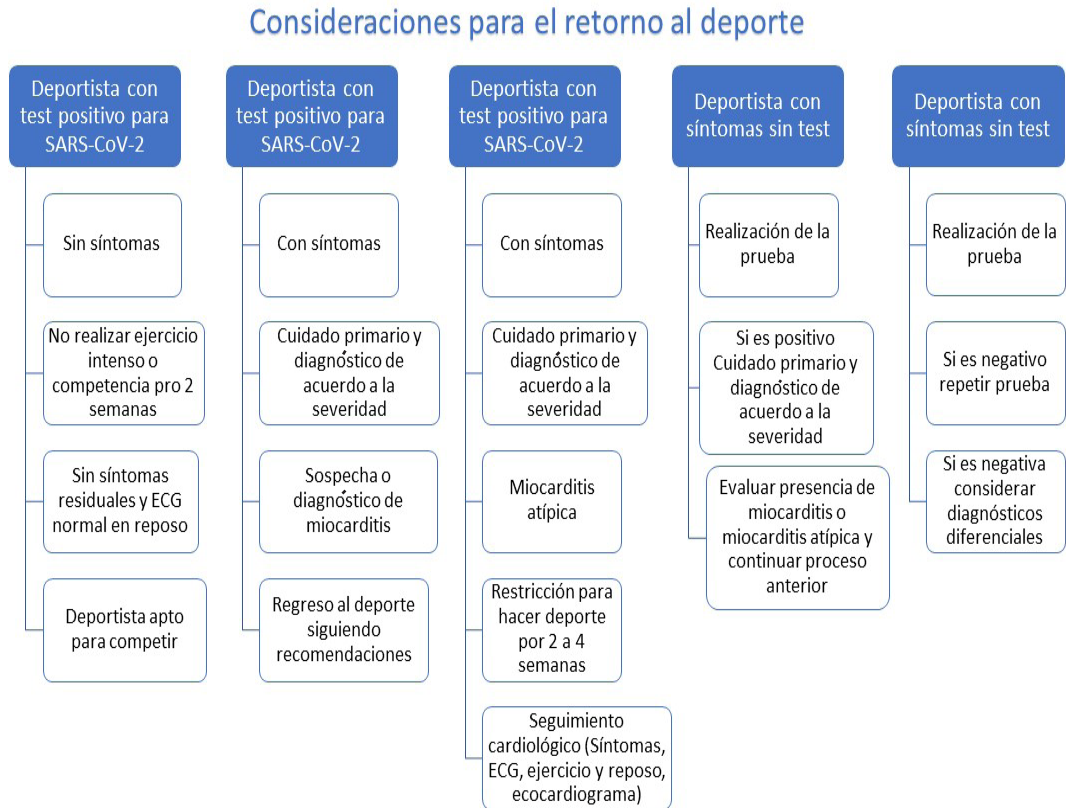 Consideraciones para el retorno al deporte
Deportista con
test positivo para
SARS-CoV-2
Sin síntomas
No realizar ejercicio
intenso o
competencia pro 2
semanas
Sin síntomas
residuales y ECG
normal en reposo
Deportista apto
para competir
Deportista con
test positivo para
SARS-CoV-2
Con síntomas
Cuidado primario y
diagnóstico de
acuerdo a la
severidad
Sospecha o
diagnóstico de
miocarditis
Regreso al deporte
siguiendo
recomendaciones
Deportista con
test positivo para
SARS-CoV-2
Con síntomas
Cuidado primario y
diagnóstico de
acuerdo a la
severidad
Miocarditis
atípica
Restricción para
hacer deporte
por 2 a 4
semanas
Seguimiento
cardiológico (Síntomas,
ECG, ejercicio y reposo,
ecocardiograma)
Deportista con
síntomas sin test
Realización de la
prueba
Si es positivo
Cuidado primario y
diagnóstico de
acuerdo a la
severidad
Evaluar presencia de
miocarditis o
miocarditis atípica y
continuar proceso
anterior
Deportista con
síntomas sin test
Realización de la
prueba
Si es negativo
repetir prueba
Si es negativa
considerar
diagnósticos
diferenciales